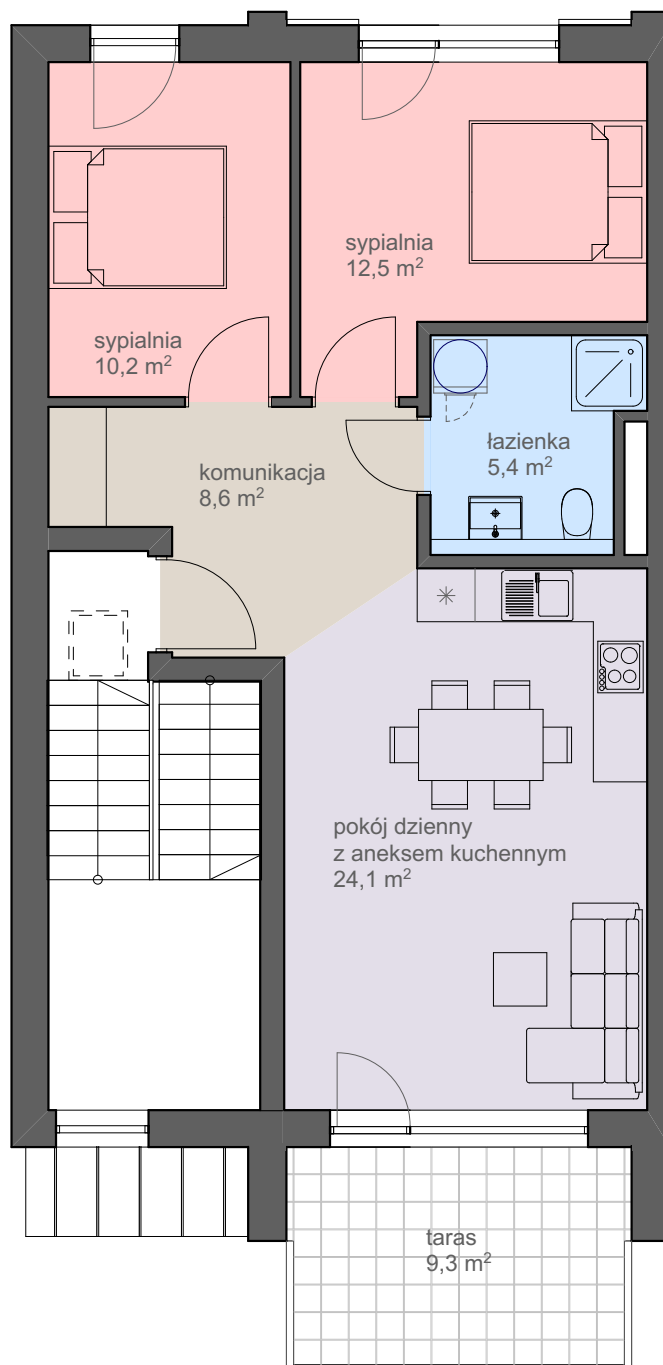 sypialnia
12,5 m²
sypialnia
10,2 m²
łazienka
5,4 m²
komunikacja
8,6 m²
pokój dzienny
z aneksem kuchennym
24,1 m²
taras
9,3 m²